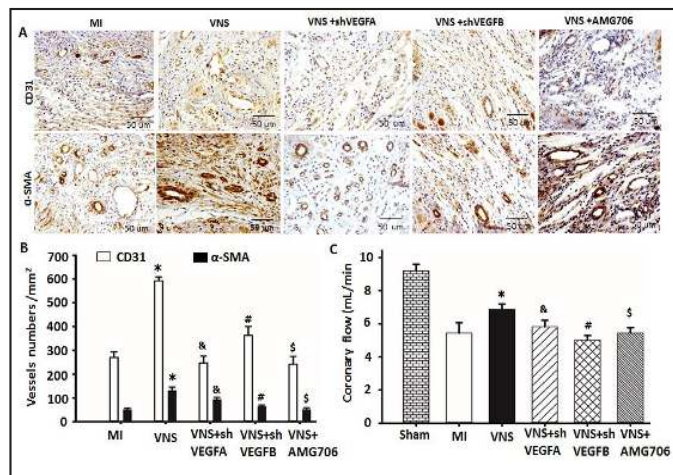 MI VNS VNS +shVEGFA VNS +shVEGFB VNS +AMG706
A
CD31
50 um 50 um 50 um 50 um 50 um
α-SMA
50 um 50 um 50 um 50 um 50 um
B
CD31 α-SMA
Vessels numbers /mm²
700
600
500
400
300
200
100
0
* * & & # # $ $
MI VNS VNS+sh VEGFA VNS+sh VEGFB VNS+ AMG706
C
Coronary flow (mL/min)
10
8
6
4
2
0
* & # $
Sham MI VNS VNS+sh VEGFA VNS+sh VEGFB VNS+ AMG706